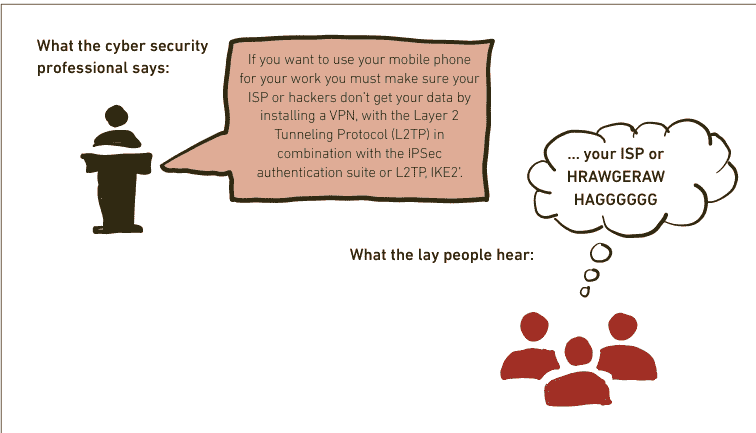 What the cyber security
professional says:
If you want to use your mobile phone
for your work you must make sure your
ISP or hackers don't get your data by
installing a VPN, with the Layer 2
Tunneling Protocol (L2TP) in
combination with the IPSec
authentication suite or L2TP, IKE2'.
... your ISP or
HRAWGERAW
HAGGGGGG
What the lay people hear: